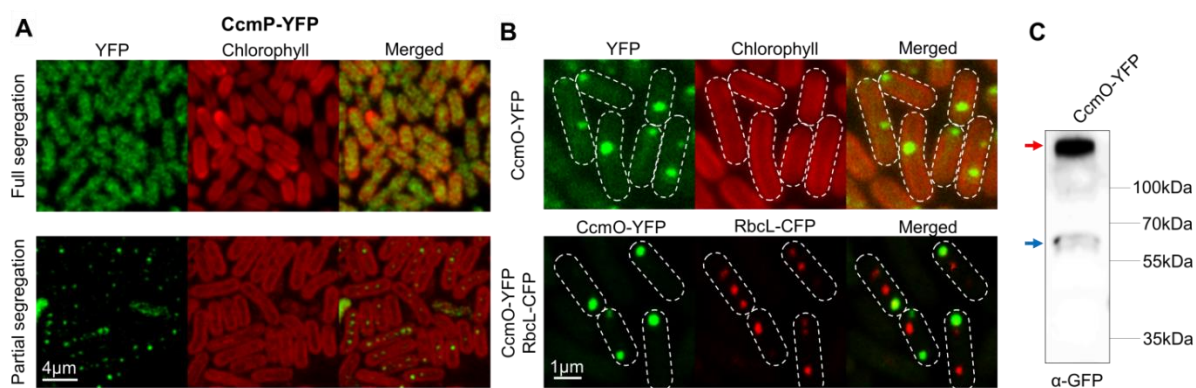 A
CcmP-YFP
YFP Chlorophyll Merged
Full segregation
Partial segregation
4µm
B
YFP Chlorophyll Merged
CcmO-YFP
CcmO-YFP RbcL-CFP Merged
CcmO-YFP
RbcL-CFP
1µm
C
CcmO-YFP
100kDa
70kDa
55kDa
35kDa
α-GFP